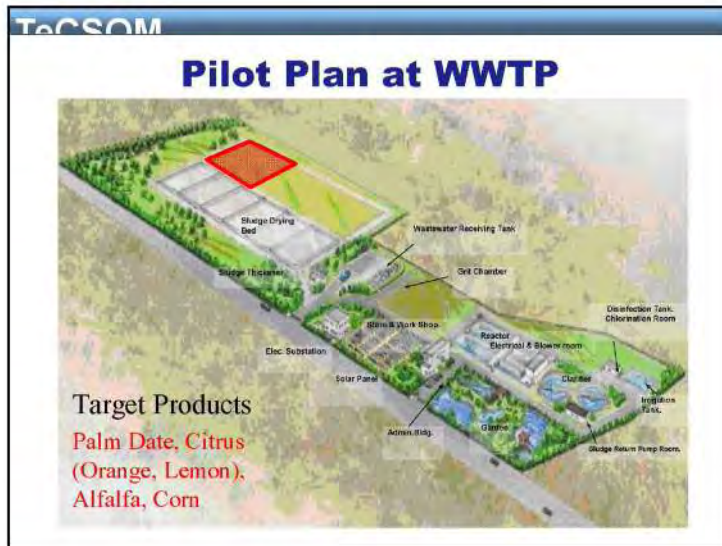 TeCSOM
Pilot Plan at WWTP
Sludge Drying
Bed
Wastewater Receiving Tank
Sludge Thickener
Grit Chamber
Disinfection Tank.
Chlorination Room
Store & Work Shop
Reactor
Electrical & Blower room
Elec. Substation
Solar Panel
Clarifier
Irrigation
Tank.
Admin.Bldg.
Garden
Sludge Return Pump Room.
Target Products
Palm Date, Citrus
(Orange, Lemon),
Alfalfa, Corn